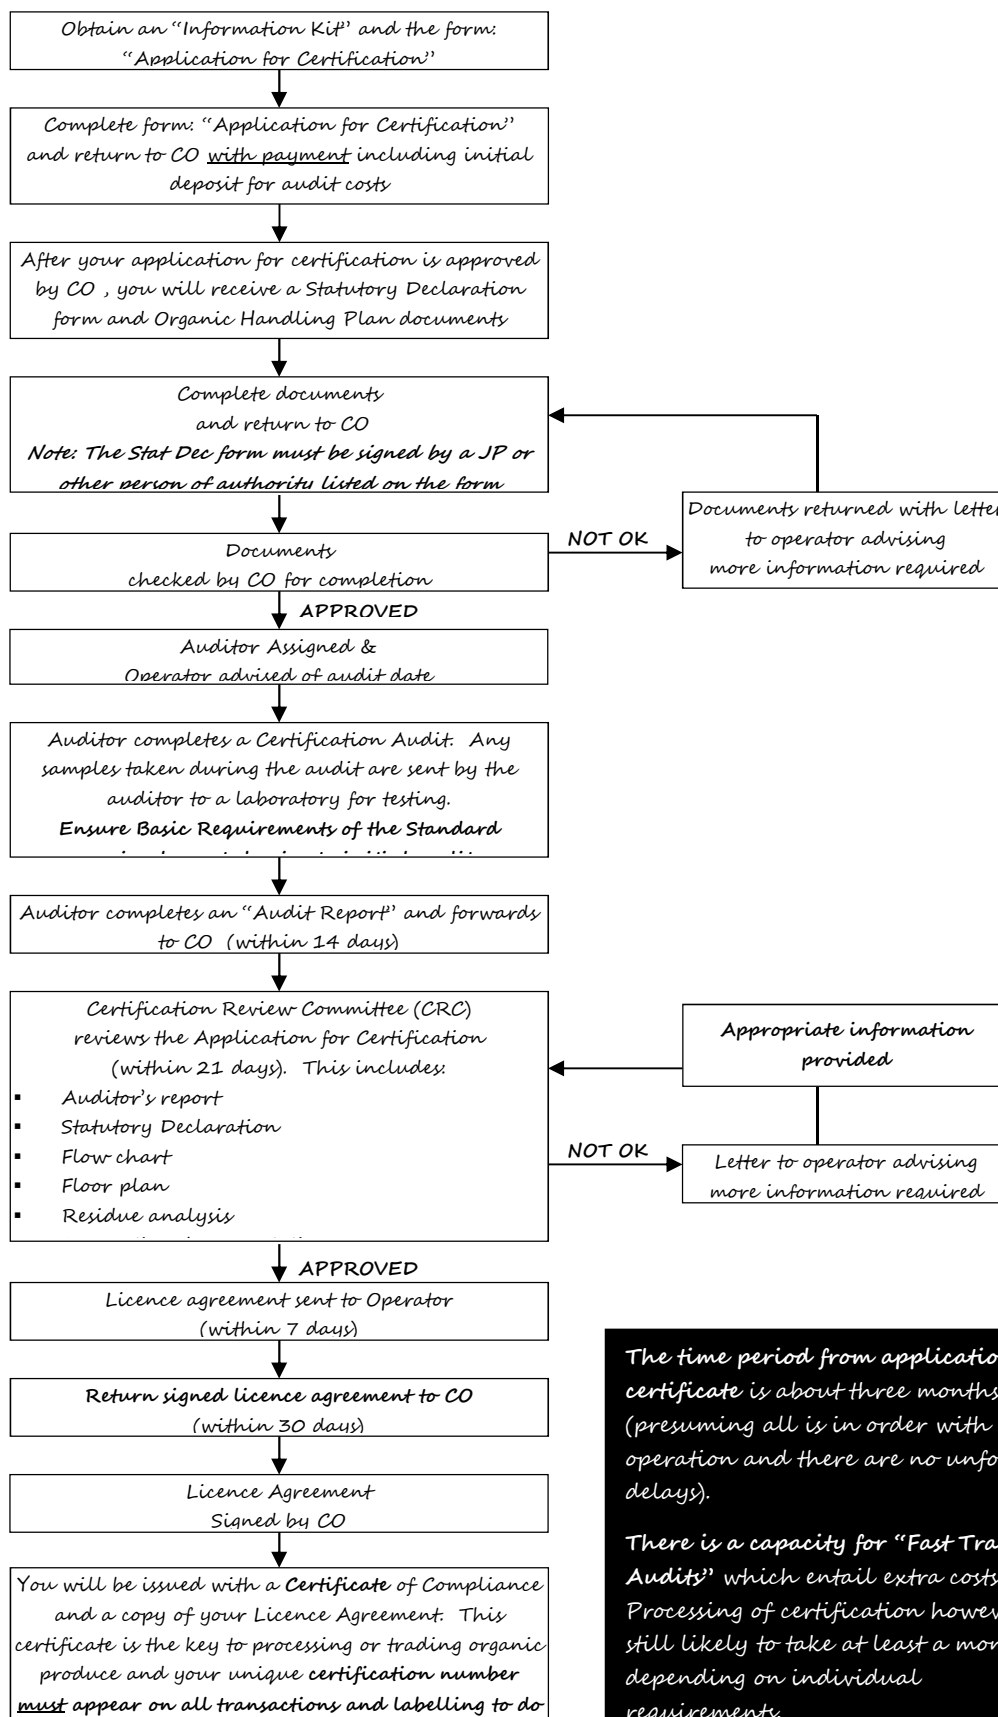 Obtain an “Information Kit” and the form:
“Application for Certification”
Complete form: “Application for Certification”
and return to CO with payment including initial
deposit for audit costs
After your application for certification is approved
by CO , you will receive a Statutory Declaration
form and Organic Handling Plan documents
Complete documents
and return to CO
Note: The Stat Dec form must be signed by a JP or
other person of authority listed on the form
Documents returned with letter
to operator advising
more information required
NOT OK
Documents
checked by CO for completion
APPROVED
Auditor Assigned &
Operator advised of audit date
Auditor completes a Certification Audit. Any
samples taken during the audit are sent by the
auditor to a laboratory for testing.
Ensure Basic Requirements of the Standard
Auditor completes an “Audit Report” and forwards
to CO (within 14 days)
Certification Review Committee (CRC)
reviews the Application for Certification
(within 21 days). This includes:
▪ Auditor’s report
▪ Statutory Declaration
▪ Flow chart
▪ Floor plan
▪ Residue analysis
Appropriate information
provided
NOT OK
Letter to operator advising
more information required
APPROVED
Licence agreement sent to Operator
(within 7 days)
Return signed licence agreement to CO
(within 30 days)
Licence Agreement
Signed by CO
You will be issued with a Certificate of Compliance
and a copy of your Licence Agreement. This
certificate is the key to processing or trading organic
produce and your unique certification number
must appear on all transactions and labelling to do
The time period from
certificate is about three months
(presuming all is in order with
operation and there are no
delays).
There is a capacity for “Fast
Audits” which entail extra costs
Processing of certification
still likely to take at least a
depending on individual
requirements.